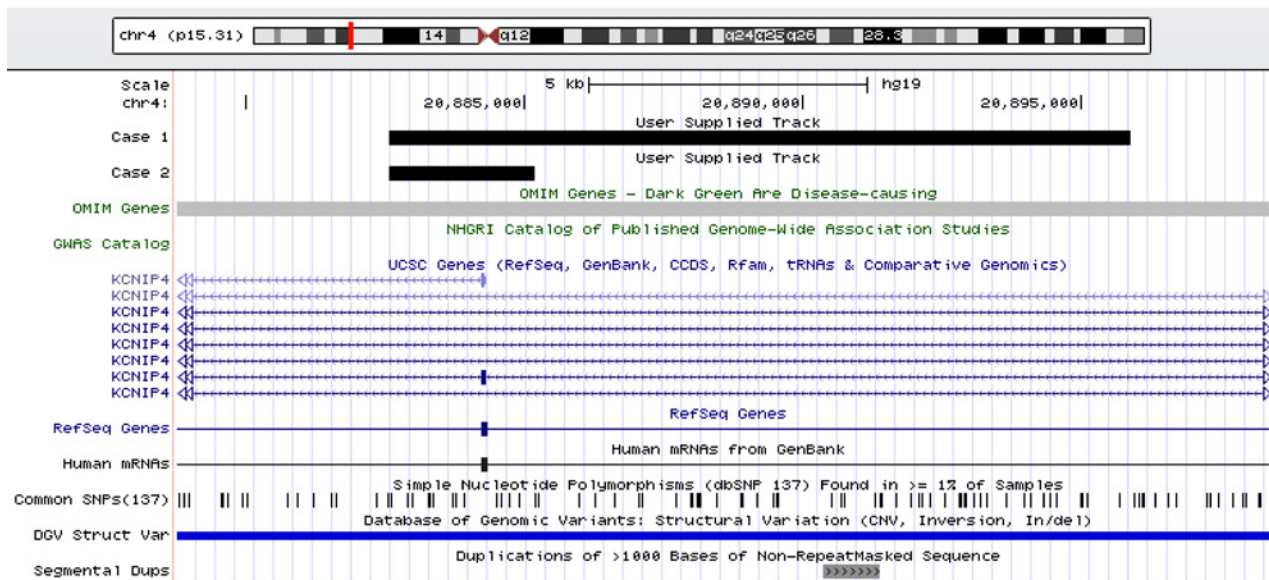 chr4 (p15.31) 14 q12 q24 q25 q26 28.3
Scale 5 kb hg19
chr4: 20,885,000 20,890,000 20,895,000
User Supplied Track
Case 1
User Supplied Track
Case 2
OMIM Genes - Dark Green Are Disease-causing
OMIM Genes
NHGRI Catalog of Published Genome-Wide Association Studies
GWAS Catalog
UCSC Genes (RefSeq, GenBank, CCDS, Rfam, tRNAs & Comparative Genomics)
KCNIP4
KCNIP4
KCNIP4
KCNIP4
KCNIP4
KCNIP4
KCNIP4
KCNIP4
RefSeq Genes
RefSeq Genes
Human mRNAs from GenBank
Human mRNAs
Simple Nucleotide Polymorphisms (dbSNP 137) Found in >= 1% of Samples
Common SNPs(137)
Database of Genomic Variants: Structural Variation (CNV, Inversion, In/del)
DGV Struct Var
Duplications of >1000 Bases of Non-RepeatMasked Sequence
Segmental Dups